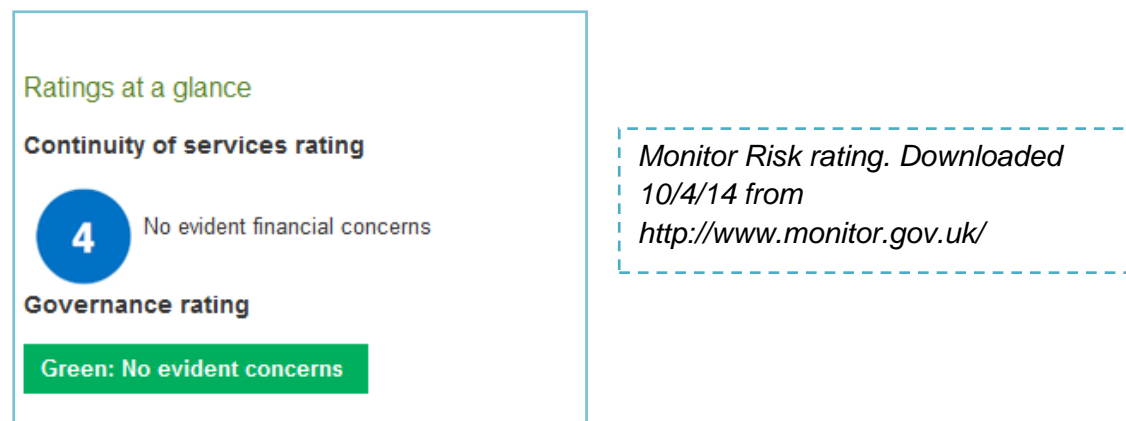 Ratings at a glance
Continuity of services rating
4
No evident financial concerns
Governance rating
Green: No evident concerns
Monitor Risk rating. Downloaded
10/4/14 from
http://www.monitor.gov.uk/